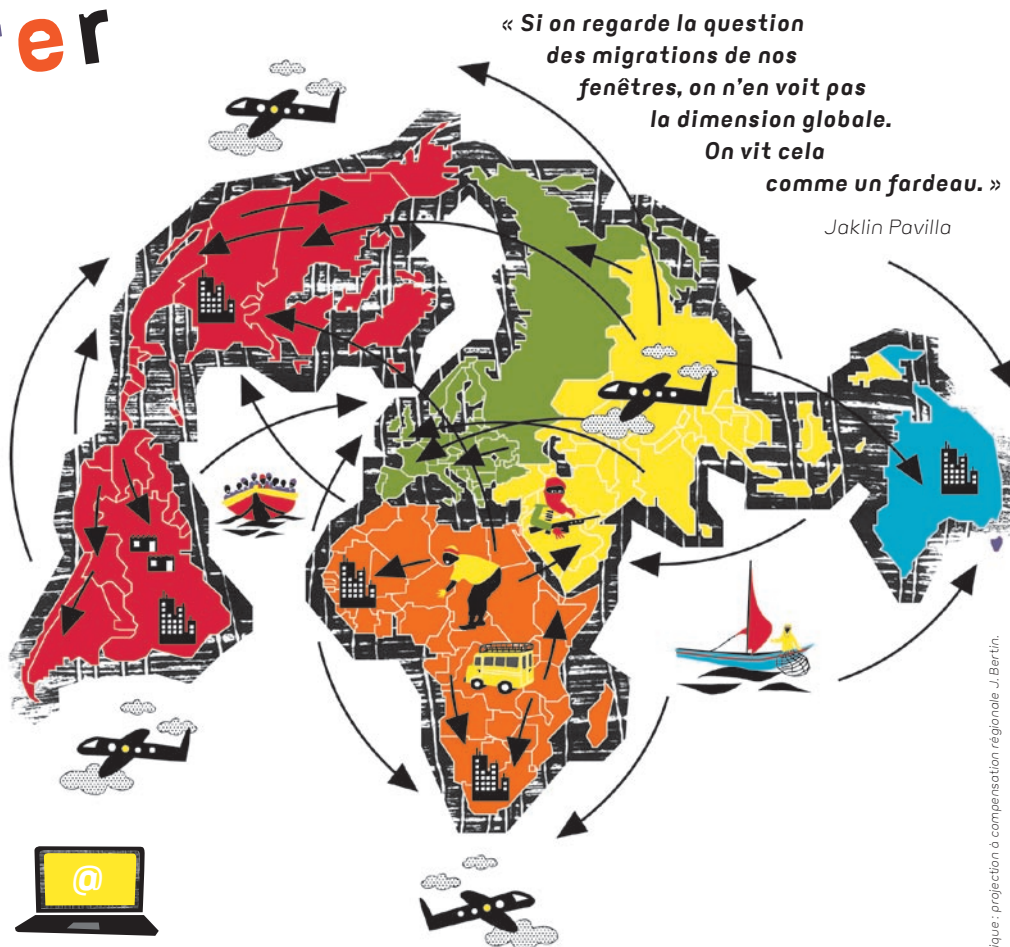 er
« Si on regarde la question
des migrations de nos
fenêtres, on n’en voit pas
la dimension globale.
On vit cela
comme un fardeau. »
Jaklin Pavilla
@
ique : projection à compensation régionale J. Bertin.